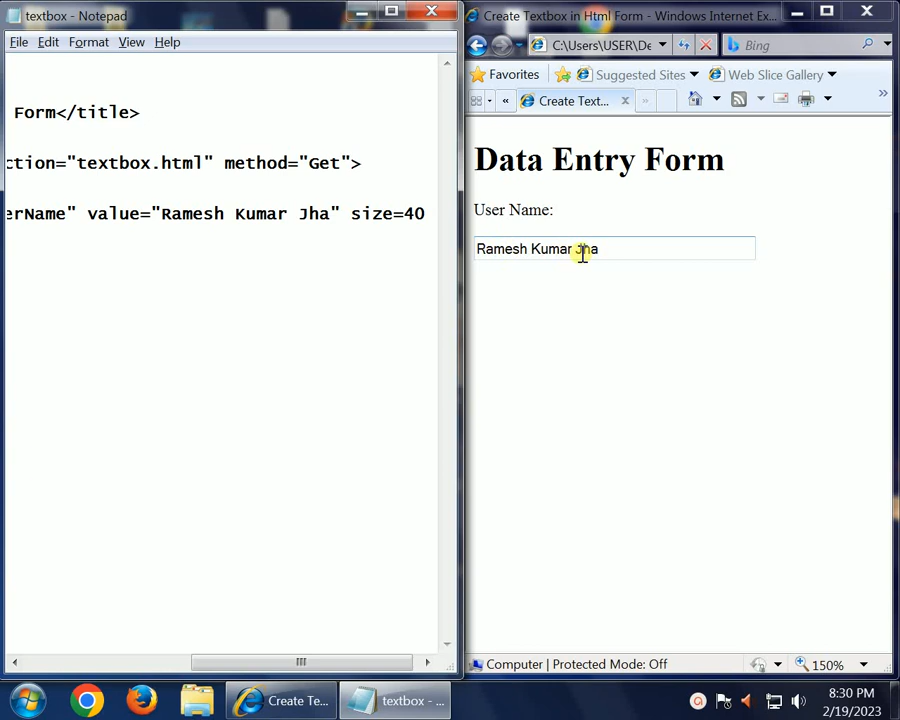 textbox - Notepad
File Edit Format View Help
Form</title>
ction="textbox.html" method="Get">
erName" value="Ramesh Kumar Jha" size=40
Create Textbox in Html Form - Windows Internet Ex...
C:\Users\USER\De
Bing
Favorites
Suggested Sites
Web Slice Gallery
Create Text...
Data Entry Form
User Name:
Ramesh Kumar Jha
Computer | Protected Mode: Off
150%
Create Te...
textbox - ...
8:30 PM
2/19/2023